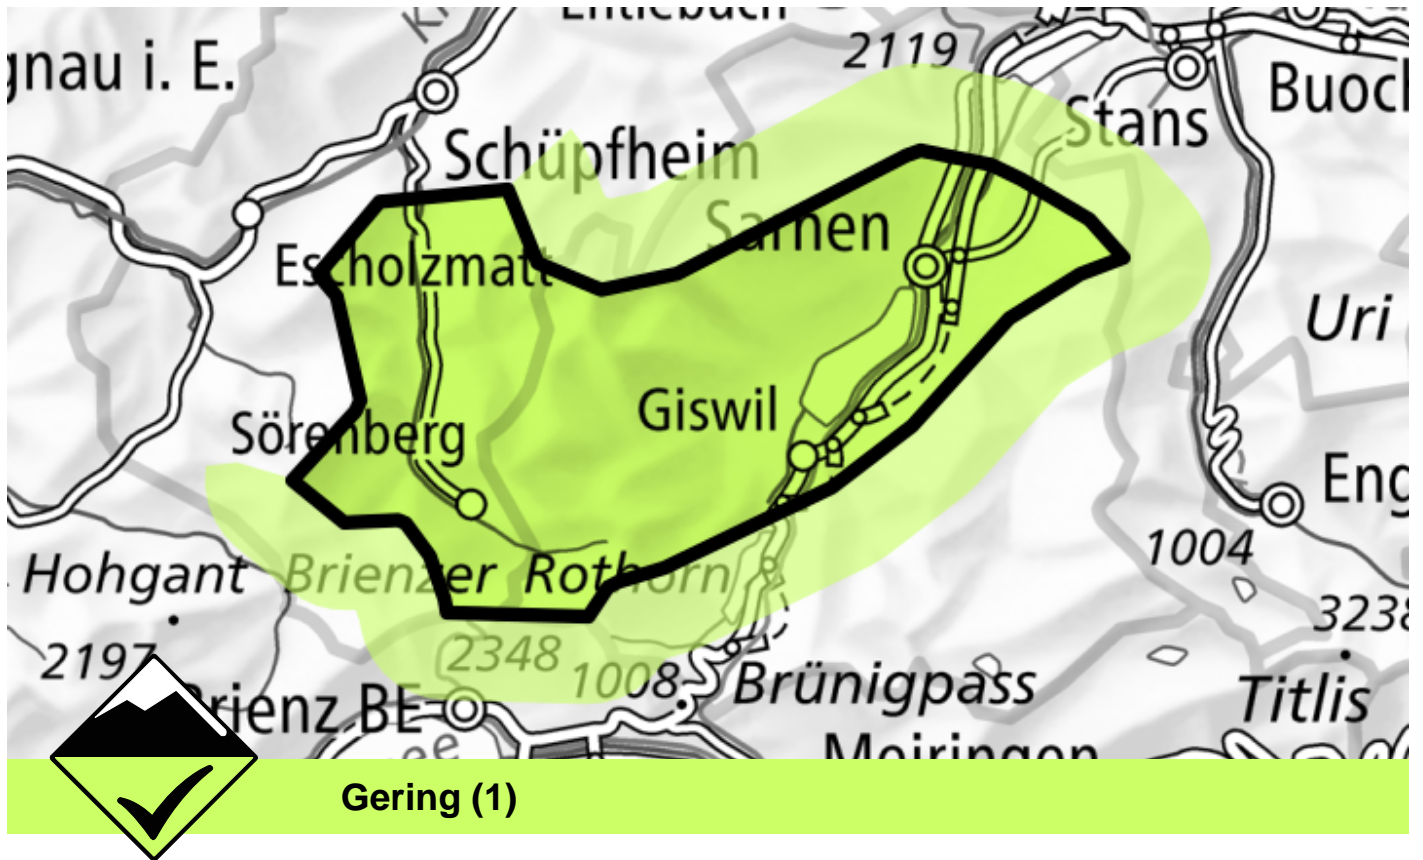 Entlebuch
gnau i. E.
2119
Buoch
Stans
Schüpfheim
Sarnen
Escholzmatt
Uri
Giswil
Sörenberg
Eng
1004
Hohgant
Brienzer Rothorn
3238
2197
2348
1008
Brünigpass
Titlis
Brienz BE
Meiringen
Gering (1)